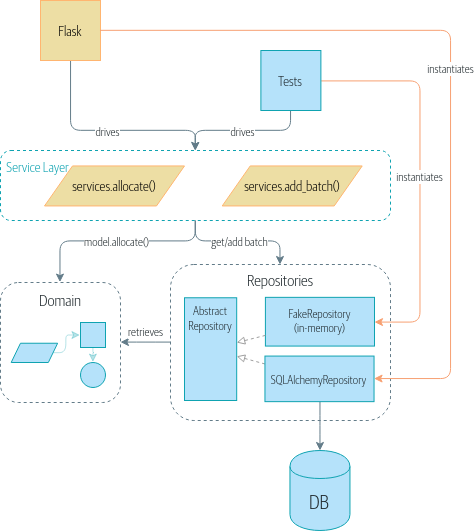 Flask
instantiates
Tests
drives
drives
instantiates
Service Layer
services.allocate()
services.add_batch()
model.allocate()
get/add batch
Repositories
Domain
Abstract
Repository
FakeRepository
(in-memory)
retrieves
SQLAlchemyRepository
DB